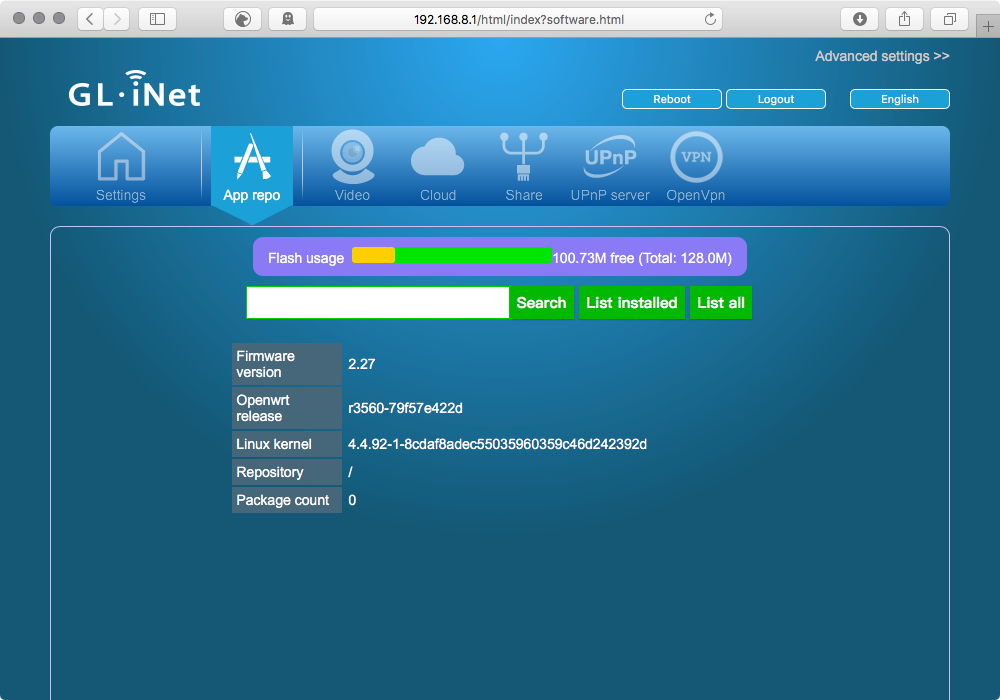 192.168.8.1/html/index?software.html
Advanced settings >>
GL·iNet
Reboot
Logout
English
Settings
App repo
Video
Cloud
Share
UPnP
UPnP server
VPN
OpenVpn
Flash usage 100.73M free (Total: 128.0M)
Search
List installed
List all
Firmware
version
2.27
Openwrt
release
r3560-79f57e422d
Linux kernel
4.4.92-1-8cdaf8adec55035960359c46d242392d
Repository
/
Package count
0